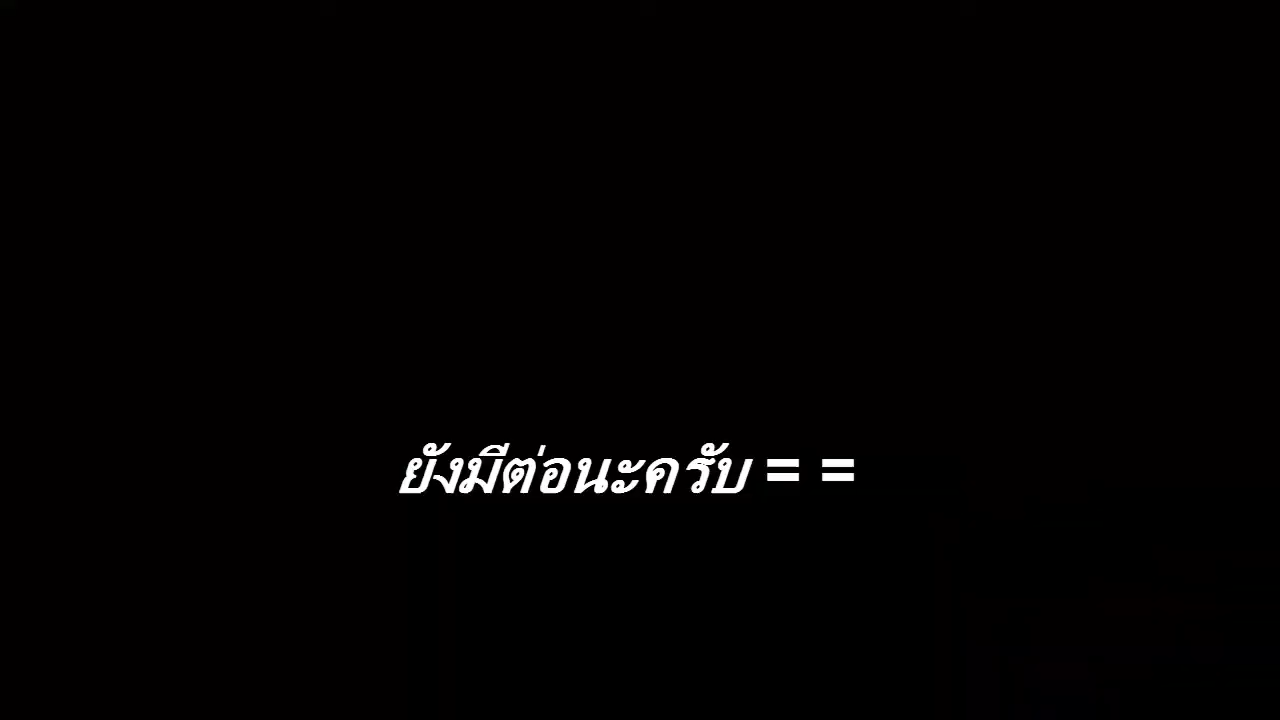 ยังมีต่อนะครับ = =